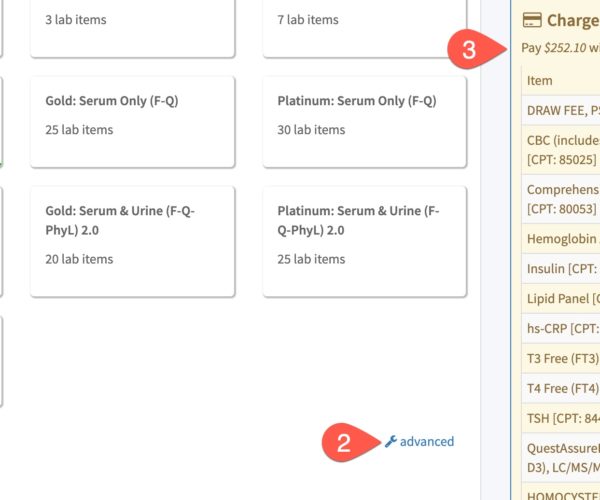 3 lab items
7 lab items
Gold: Serum Only (F-Q)
25 lab items
Platinum: Serum Only (F-Q)
30 lab items
Gold: Serum & Urine (F-Q-
PhyL) 2.0
20 lab items
Platinum: Serum & Urine (F-
Q-PhyL) 2.0
25 lab items
2
advanced
3
Charge
Pay $252.10 wi
Item
DRAW FEE, PS
CBC (include
[CPT: 85025]
Comprehens
[CPT: 80053]
Hemoglobin
Insulin [CPT:
Lipid Panel [C
hs-CRP [CPT:
T3 Free (FT3)
T4 Free (FT4)
TSH [CPT: 844
QuestAssureD
D3), LC/MS/M
HOMOCYSTE